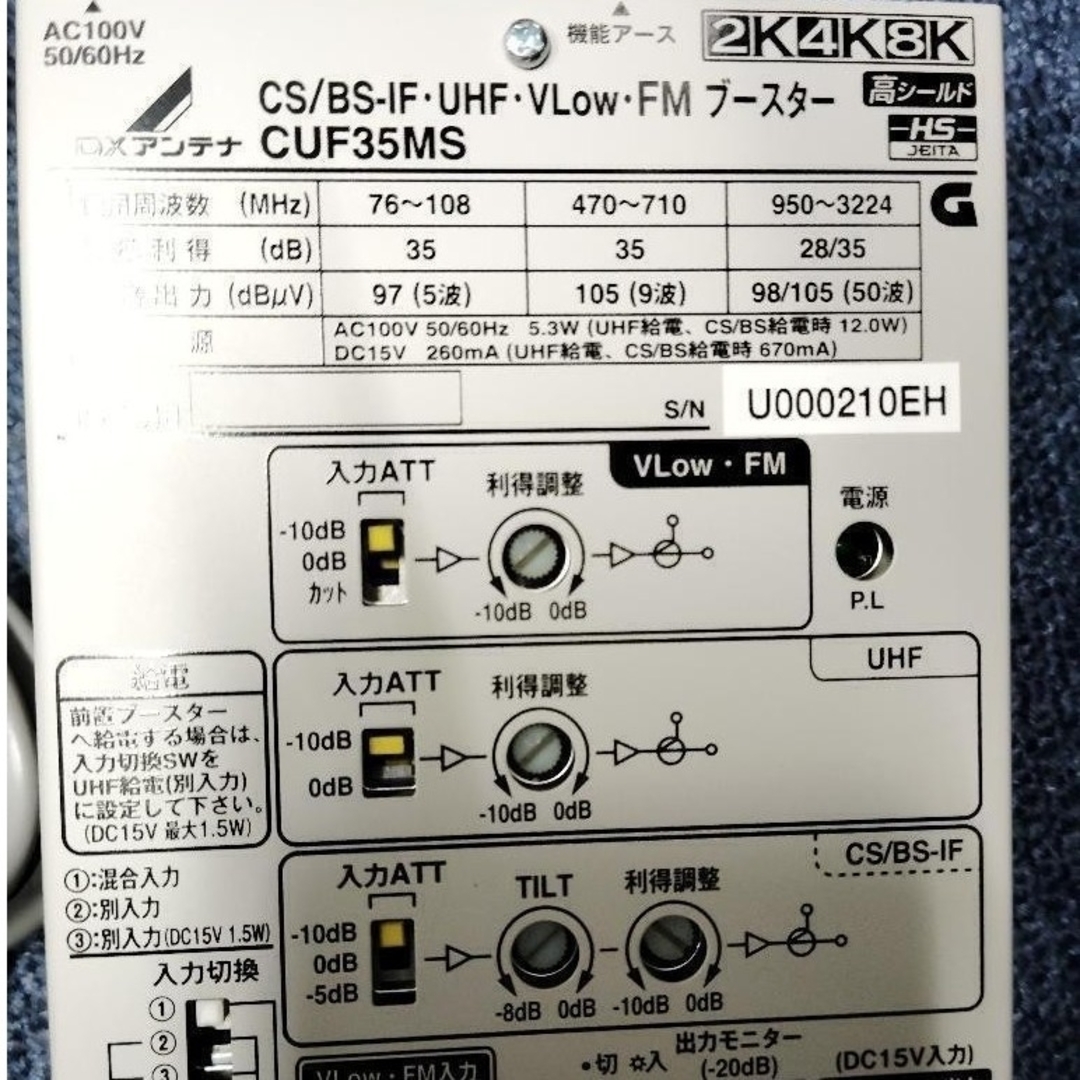 AC100V
50/60Hz
機能アース
2K4K8K
CS/BS-IF・UHF・VLow・FM ブースター
高シールド
DXアンテナ CUF35MS
HS
JEITA
周波数 (MHz) 76〜108 470〜710 950〜3224
G
利得 (dB) 35 35 28/35
出力 (dBμV) 97 (5波) 105 (9波) 98/105 (50波)
源 AC100V 50/60Hz 5.3W (UHF給電、CS/BS給電時 12.0W)
DC15V 260mA (UHF給電、CS/BS給電時 670mA)
S/N U000210EH
VLow・FM
入力ATT 利得調整
-10dB
0dB
カット
-10dB 0dB
電源
P.L
UHF
入力ATT 利得調整
-10dB
0dB
-10dB 0dB
給電
前置ブースター
へ給電する場合は、
入力切換SWを
UHF給電(別入力)
に設定して下さい。
(DC15V 最大1.5W)
CS/BS-IF
入力ATT TILT 利得調整
-10dB
0dB
-5dB
-8dB 0dB -10dB 0dB
①:混合入力
②:別入力
③:別入力(DC15V 1.5W)
入力切換
①
②
③
VLow・FM入力
•切 ☼入
出力モニター
(-20dB)
(DC15V入力)